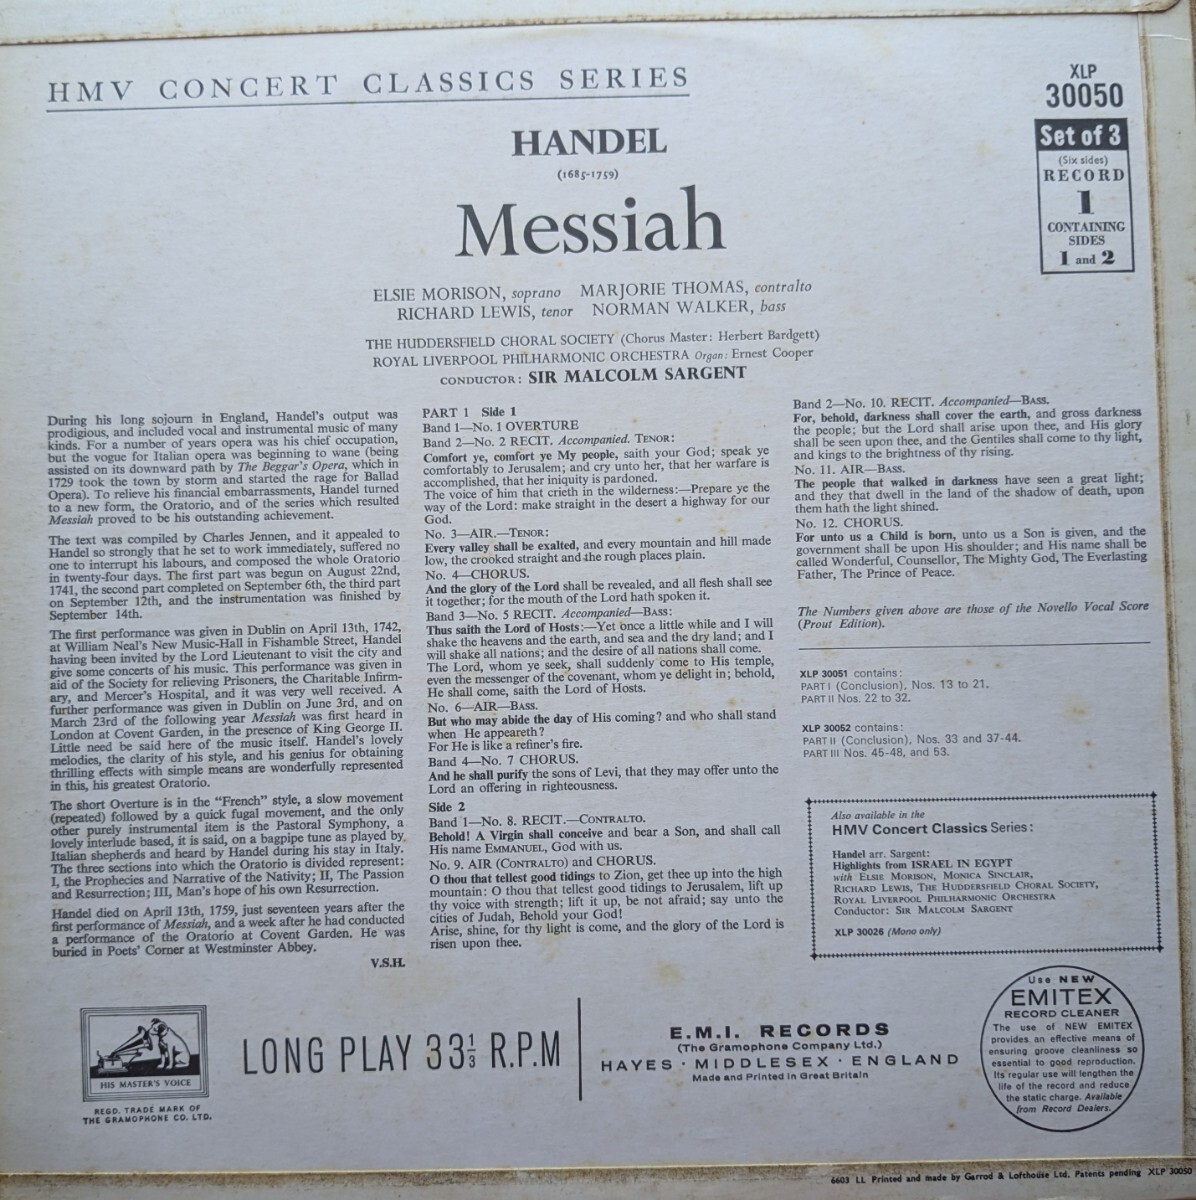 HMV CONCERT CLASSICS SERIES
XLP
30050
Set of 3
(Six sides)
RECORD
1
CONTAINING
SIDES
1 and 2
HANDEL
(1685-1759)
Messiah
ELSIE MORISON, soprano MARJORIE THOMAS, contralto
RICHARD LEWIS, tenor NORMAN WALKER, bass
THE HUDDERSFIELD CHORAL SOCIETY (Chorus Master: Herbert Bardgett)
ROYAL LIVERPOOL PHILHARMONIC ORCHESTRA Organ: Ernest Cooper
CONDUCTOR: SIR MALCOLM SARGENT
During his long sojourn in England, Handel's output was
prodigious, and included vocal and instrumental music of many
kinds. For a number of years opera was his chief occupation,
but the vogue for Italian opera was beginning to wane (being
assisted on its downward path by The Beggar's Opera, which in
1729 took the town by storm and started the rage for Ballad
Opera). To relieve his financial embarrassments, Handel turned
to a new form, the Oratorio, and of the series which resulted
Messiah proved to be his outstanding achievement.
The text was compiled by Charles Jennen, and it appealed to
Handel so strongly that he set to work immediately, suffered no
one to interrupt his labours, and composed the whole Oratorio
in twenty-four days. The first part was begun on August 22nd,
1741, the second part completed on September 6th, the third part
on September 12th, and the instrumentation was finished by
September 14th.
The first performance was given in Dublin on April 13th, 1742,
at William Neal's New Music-Hall in Fishamble Street, Handel
having been invited by the Lord Lieutenant to visit the city and
give some concerts of his music. This performance was given in
aid of the Society for relieving Prisoners, the Charitable Infirm-
ary, and Mercer's Hospital, and it was very well received. A
further performance was given in Dublin on June 3rd, and on
March 23rd of the following year Messiah was first heard in
London at Covent Garden, in the presence of King George II.
Little need be said here of the music itself. Handel's lovely
melodies, the clarity of his style, and his genius for obtaining
thrilling effects with simple means are wonderfully represented
in this, his greatest Oratorio.
The short Overture is in the "French" style, a slow movement
(repeated) followed by a quick fugal movement, and the only
other purely instrumental item is the Pastoral Symphony, a
lovely interlude based, it is said, on a bagpipe tune as played by
Italian shepherds and heard by Handel during his stay in Italy.
The three sections into which the Oratorio is divided represent:
I, the Prophecies and Narrative of the Nativity; II, The Passion
and Resurrection; III, Man's hope of his own Resurrection.
Handel died on April 13th, 1759, just seventeen years after the
first performance of Messiah, and a week after he had conducted
a performance of the Oratorio at Covent Garden. He was
buried in Poets' Corner at Westminster Abbey.
V.S.H.
PART 1 Side 1
Band 1—No. 1 OVERTURE
Band 2—No. 2 RECIT. Accompanied. TENOR:
Comfort ye, comfort ye My people, saith your God; speak ye
comfortably to Jerusalem; and cry unto her, that her warfare is
accomplished, that her iniquity is pardoned.
The voice of him that crieth in the wilderness:—Prepare ye the
way of the Lord: make straight in the desert a highway for our
God.
No. 3—AIR.—TENOR:
Every valley shall be exalted, and every mountain and hill made
low, the crooked straight and the rough places plain.
No. 4—CHORUS.
And the glory of the Lord shall be revealed, and all flesh shall see
it together; for the mouth of the Lord hath spoken it.
Band 3—No. 5 RECIT. Accompanied—BASS:
Thus saith the Lord of Hosts:—Yet once a little while and I will
shake the heavens and the earth, and sea and the dry land; and I
will shake all nations; and the desire of all nations shall come.
The Lord, whom ye seek, shall suddenly come to His temple,
even the messenger of the covenant, whom ye delight in; behold,
He shall come, saith the Lord of Hosts.
No. 6—AIR—BASS.
But who may abide the day of His coming? and who shall stand
when He appeareth?
For He is like a refiner's fire.
Band 4—No. 7 CHORUS.
And he shall purify the sons of Levi, that they may offer unto the
Lord an offering in righteousness.
Side 2
Band 1—No. 8. RECIT.—CONTRALTO.
Behold! A Virgin shall conceive and bear a Son, and shall call
His name EMMANUEL, God with us.
No. 9. AIR (CONTRALTO) and CHORUS.
O thou that tellest good tidings to Zion, get thee up into the high
mountain: O thou that tellest good tidings to Jerusalem, lift up
thy voice with strength; lift it up, be not afraid; say unto the
cities of Judah, Behold your God!
Arise, shine, for thy light is come, and the glory of the Lord is
risen upon thee.
Band 2—No. 10. RECIT. Accompanied—BASS.
For, behold, darkness shall cover the earth, and gross darkness
the people; but the Lord shall arise upon thee, and His glory
shall be seen upon thee, and the Gentiles shall come to thy light,
and kings to the brightness of thy rising.
No. 11. AIR—BASS.
The people that walked in darkness have seen a great light;
and they that dwell in the land of the shadow of death, upon
them hath the light shined.
No. 12. CHORUS.
For unto us a Child is born, unto us a Son is given, and the
government shall be upon His shoulder; and His name shall be
called Wonderful, Counsellor, The Mighty God, The Everlasting
Father, The Prince of Peace.
The Numbers given above are those of the Novello Vocal Score
(Prout Edition).
XLP 30051 contains:
PART I (Conclusion), Nos. 13 to 21.
PART II Nos. 22 to 32.
XLP 30052 contains:
PART II (Conclusion), Nos. 33 and 37-44.
PART III Nos. 45-48, and 53.
Also available in the
HMV Concert Classics Series:
Handel arr. Sargent:
Highlights from ISRAEL IN EGYPT
with ELSIE MORISON, MONICA SINCLAIR,
RICHARD LEWIS, THE HUDDERSFIELD CHORAL SOCIETY,
ROYAL LIVERPOOL PHILHARMONIC ORCHESTRA
Conductor: SIR MALCOLM SARGENT
XLP 30026 (Mono only)
HIS MASTER'S VOICE
REGD. TRADE MARK OF
THE GRAMOPHONE CO. LTD.
LONG PLAY 33⅓ R.P.M
E.M.I. RECORDS
(The Gramophone Company Ltd.)
HAYES · MIDDLESEX · ENGLAND
Made and Printed in Great Britain
Use NEW
EMITEX
RECORD CLEANER
The use of NEW EMITEX
provides an effective means of
ensuring groove cleanliness so
essential to good reproduction.
Its regular use will lengthen the
life of the record and reduce
the static charge. Available
from Record Dealers.
6603 LL Printed and made by Garrod & Lofthouse Ltd. Patents pending XLP 30050